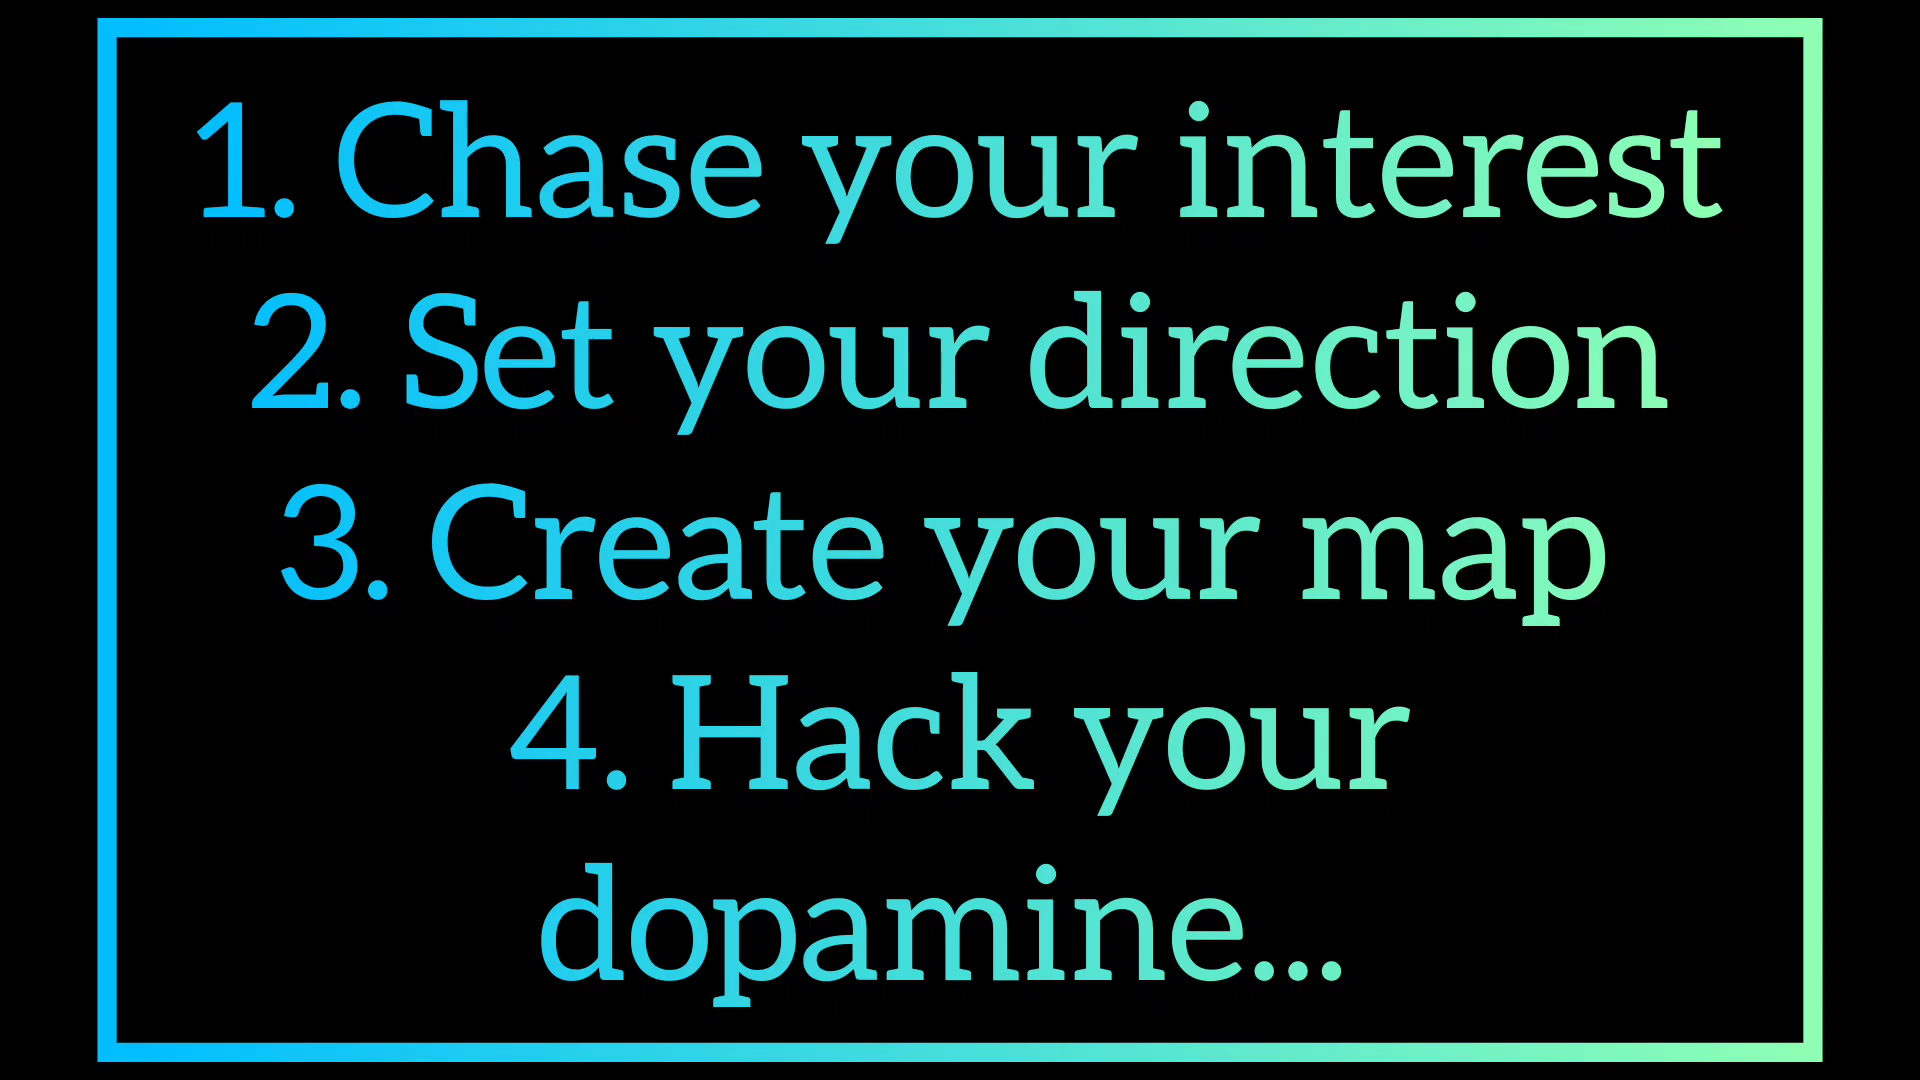 1. Chase your interest
2. Set your direction
3. Create your map
4. Hack your
dopamine...